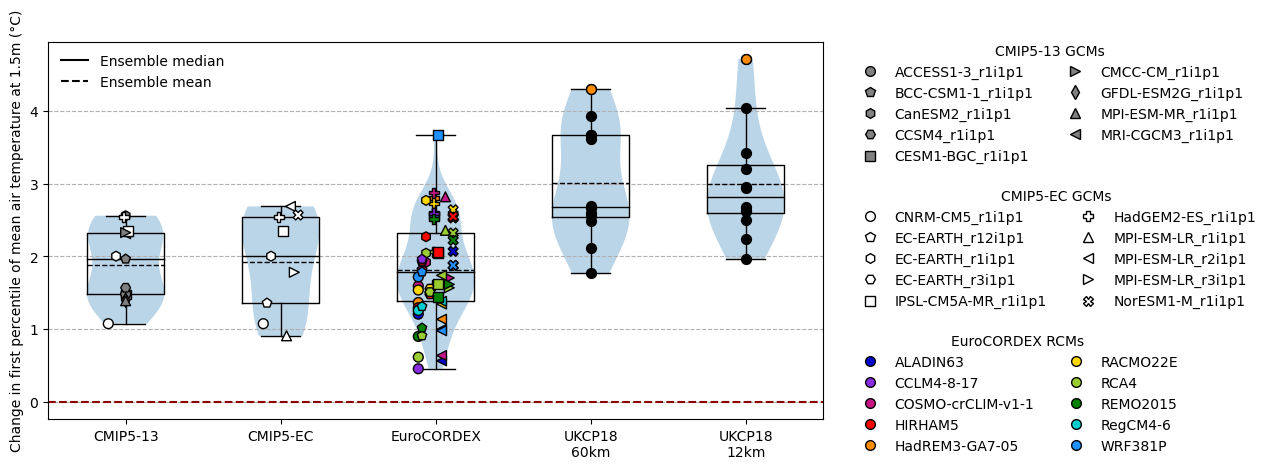 Change in first percentile of mean air temperature at 1.5m (°C)
Ensemble median
Ensemble mean
4
3
2
1
0
CMIP5-13
CMIP5-EC
EuroCORDEX
UKCP18
60km
UKCP18
12km
CMIP5-13 GCMs
ACCESS1-3_r1i1p1
BCC-CSM1-1_r1i1p1
CanESM2_r1i1p1
CCSM4_r1i1p1
CESM1-BGC_r1i1p1
CMCC-CM_r1i1p1
GFDL-ESM2G_r1i1p1
MPI-ESM-MR_r1i1p1
MRI-CGCM3_r1i1p1
CMIP5-EC GCMs
CNRM-CM5_r1i1p1
EC-EARTH_r12i1p1
EC-EARTH_r1i1p1
EC-EARTH_r3i1p1
IPSL-CM5A-MR_r1i1p1
HadGEM2-ES_r1i1p1
MPI-ESM-LR_r1i1p1
MPI-ESM-LR_r2i1p1
MPI-ESM-LR_r3i1p1
NorESM1-M_r1i1p1
EuroCORDEX RCMs
ALADIN63
CCLM4-8-17
COSMO-crCLIM-v1-1
HIRHAM5
HadREM3-GA7-05
RACMO22E
RCA4
REMO2015
RegCM4-6
WRF381P